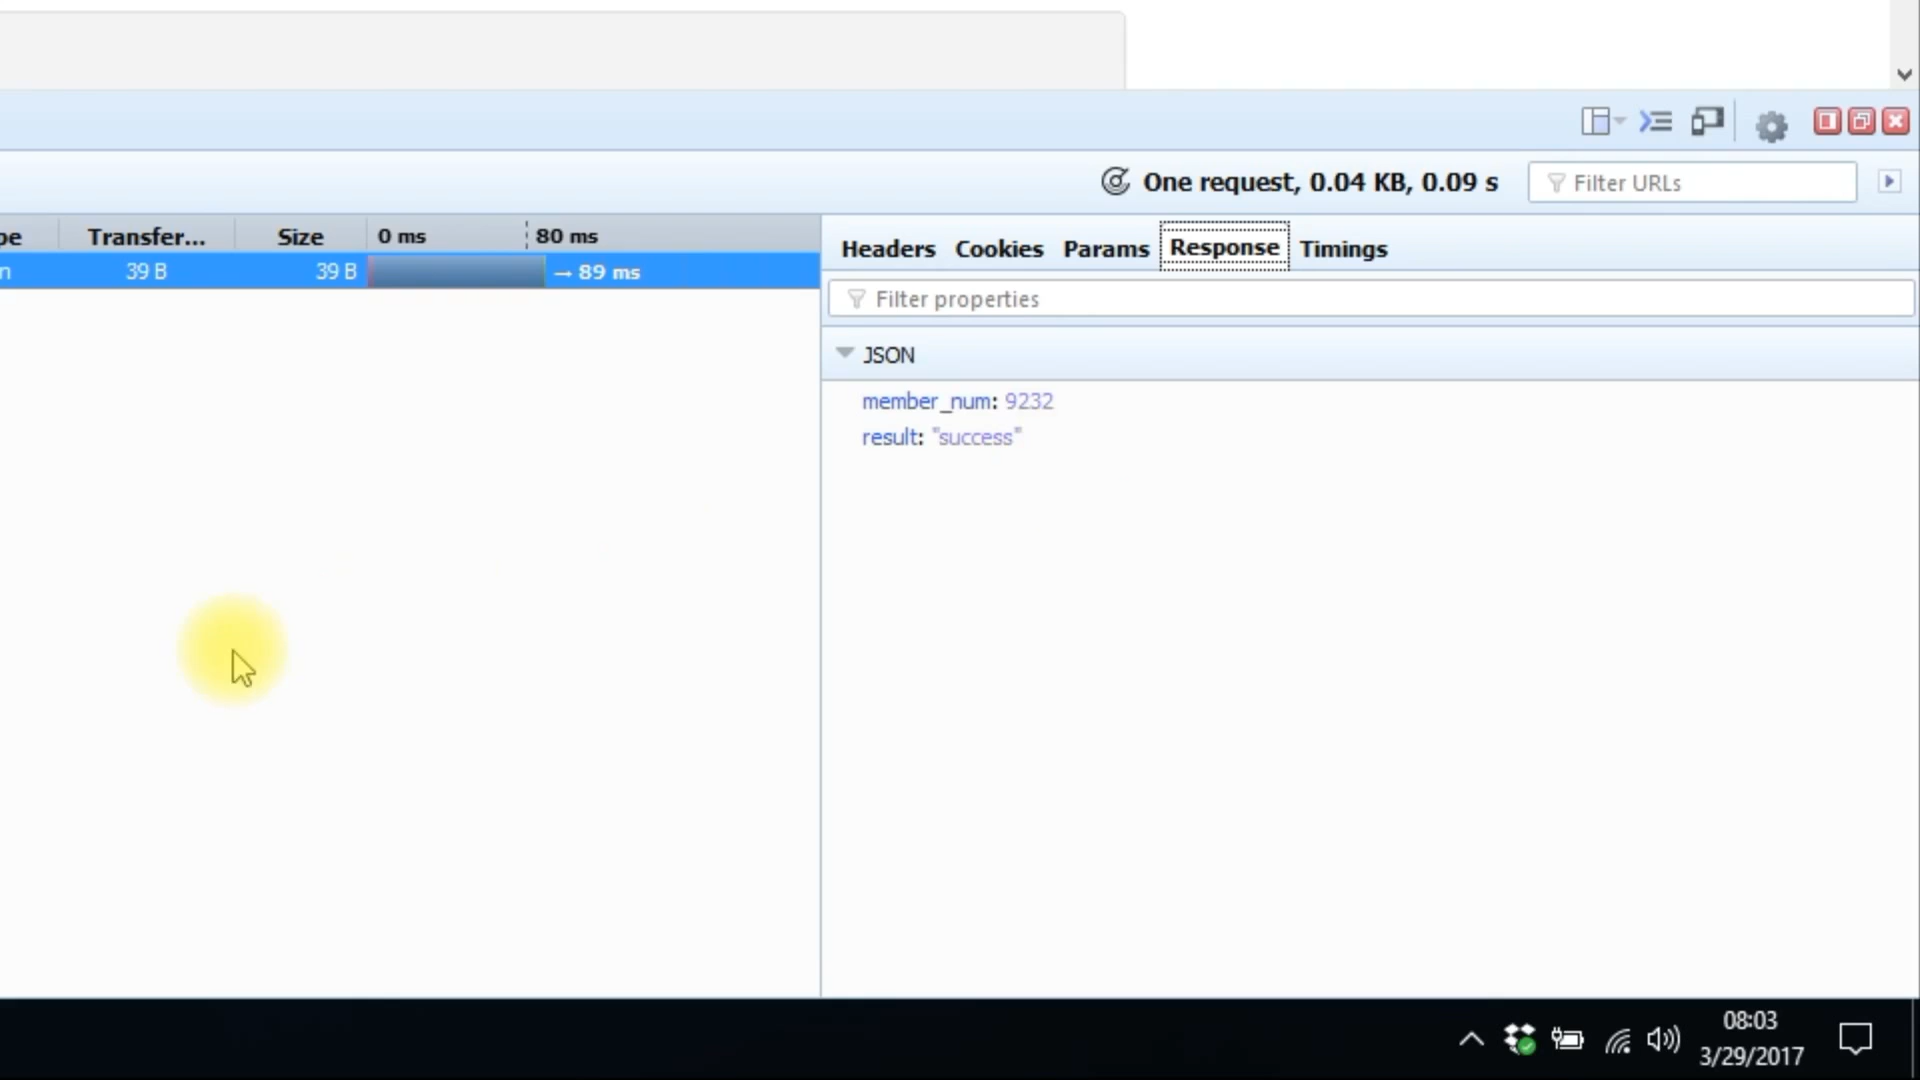 One request, 0.04 KB, 0.09 s
Filter URLs
pe Transfer... Size 0 ms 80 ms
n 39 B 39 B → 89 ms
Headers Cookies Params Response Timings
Filter properties
JSON
member_num: 9232
result: "success"
08:03
3/29/2017